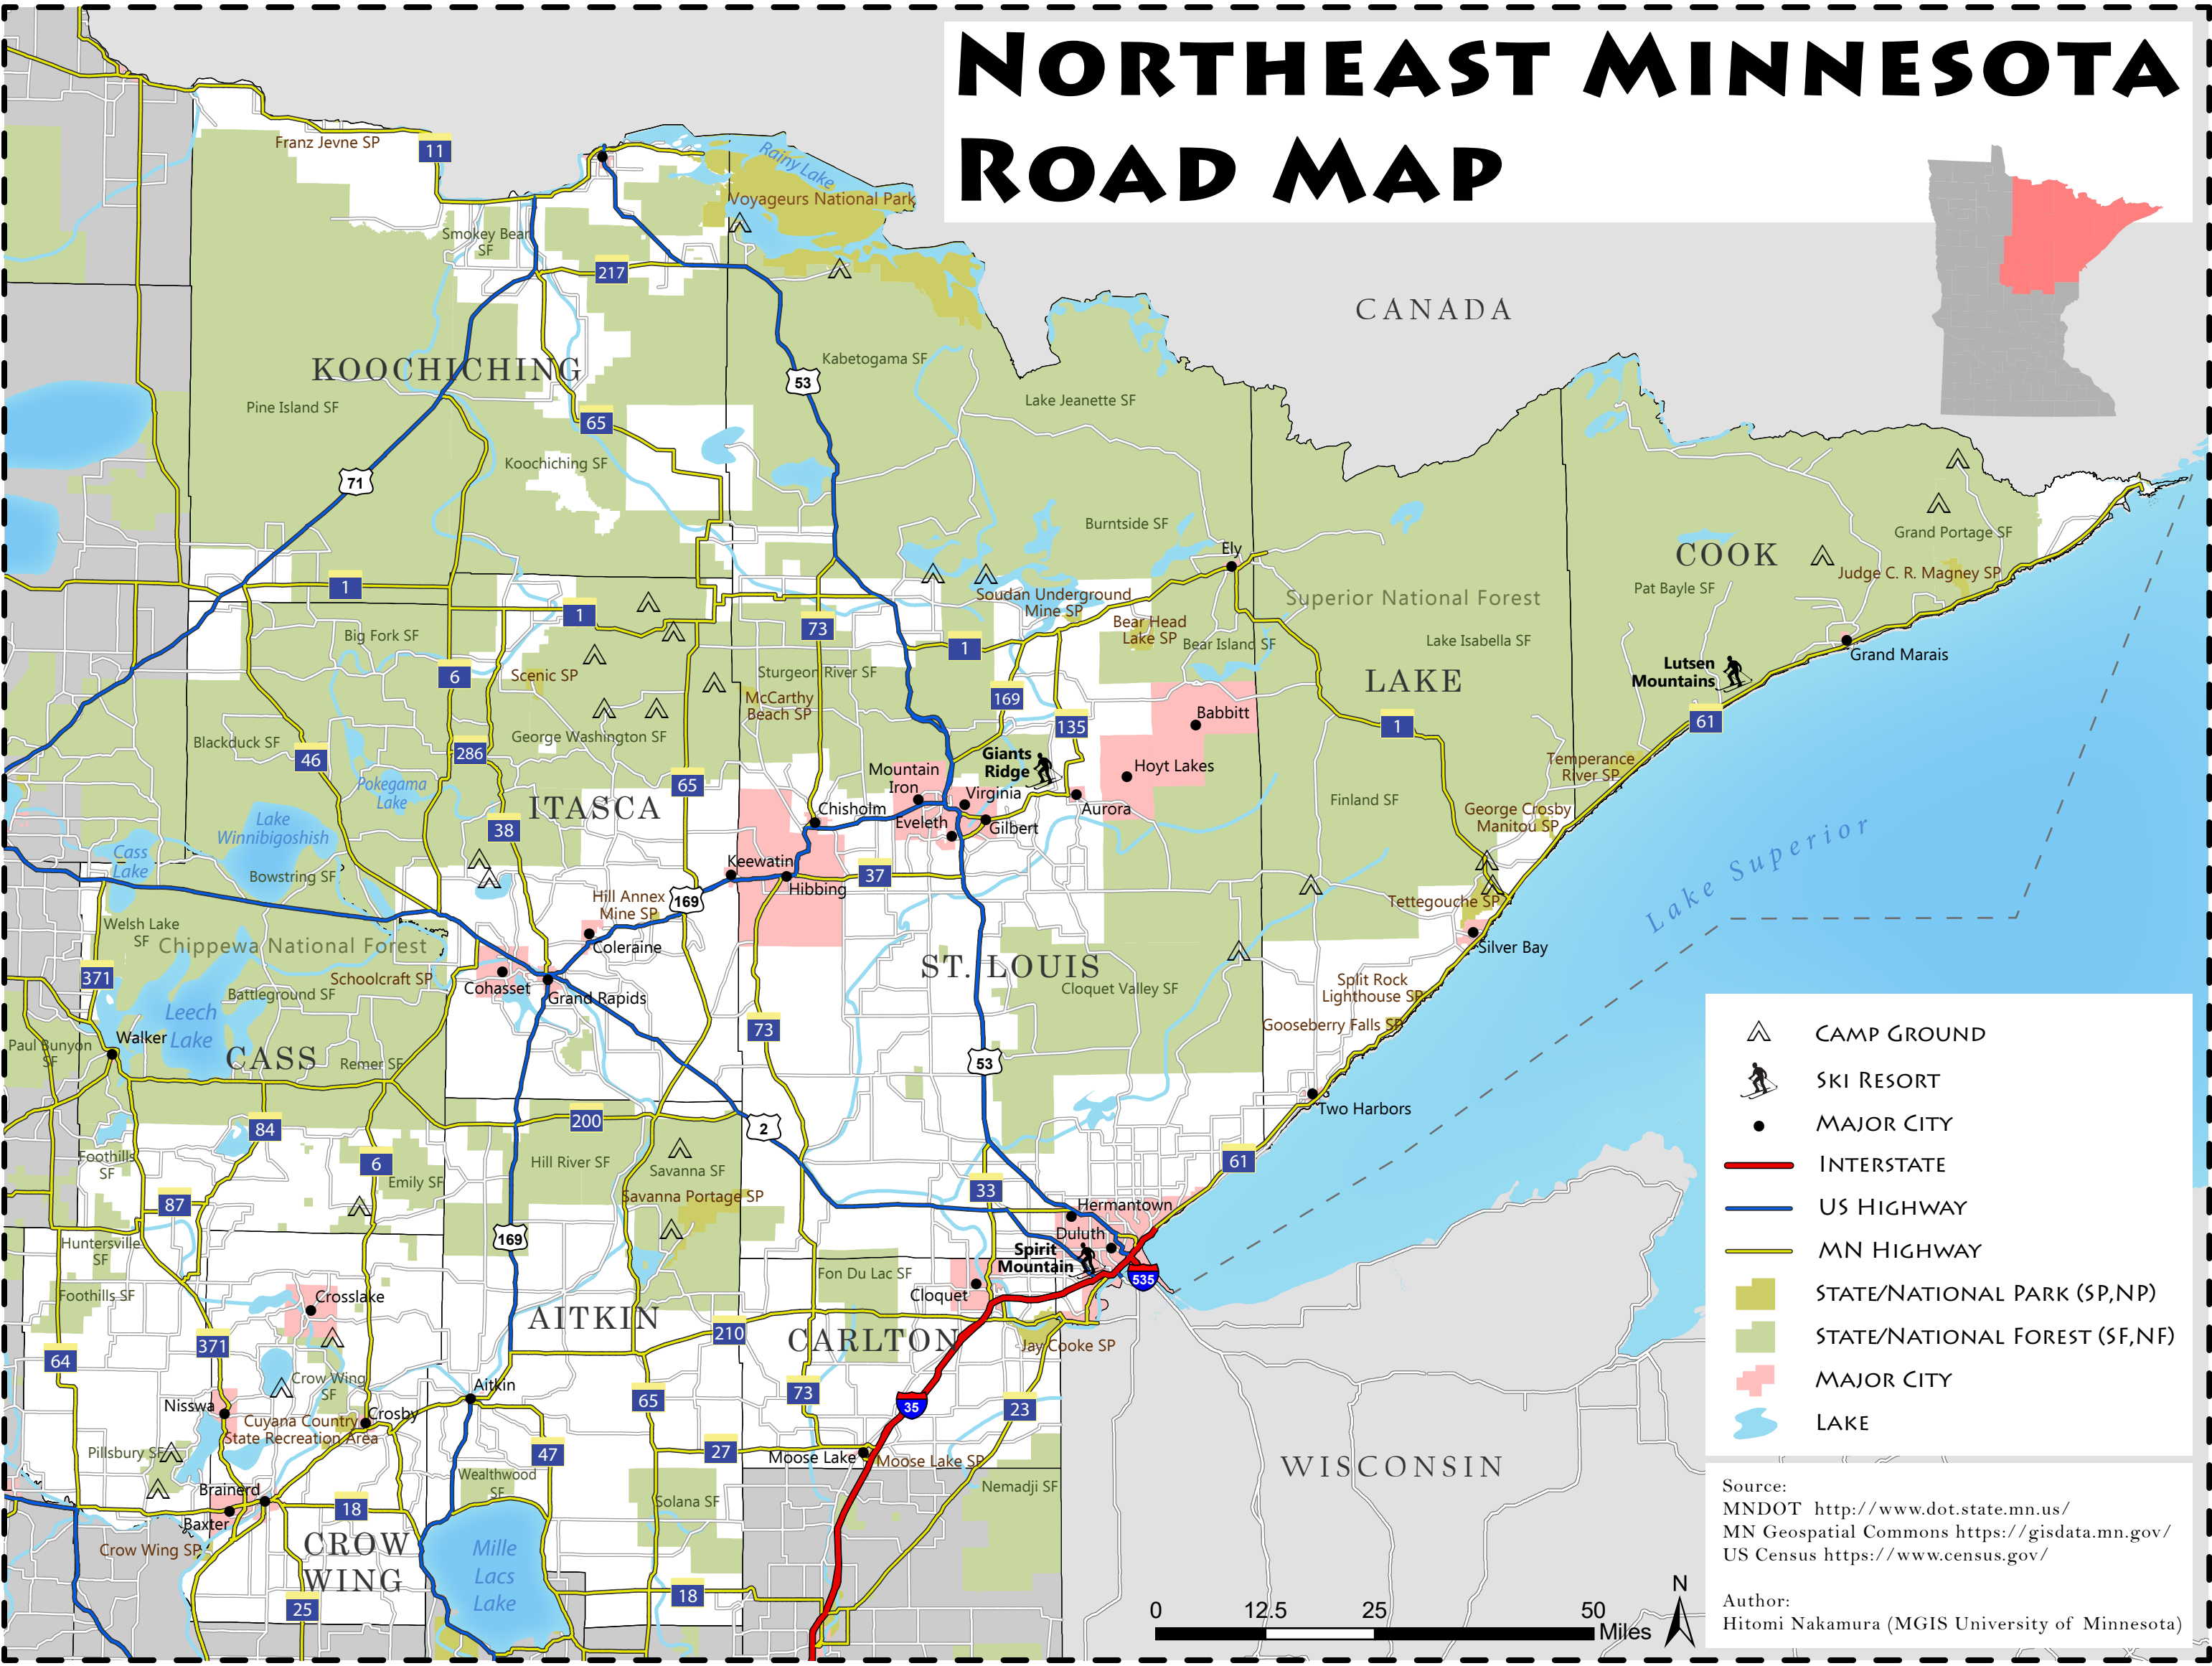 NORTHEAST MINNESOTA
ROAD MAP
Franz Jevne SP
11
Rainy Lake
Voyageurs National Park
Smokey Bear
SF
217
CANADA
KOOCHICHING
Kabetogama SF
53
Lake Jeanette SF
Pine Island SF
65
Koochiching SF
71
Burntside SF
Ely
Grand Portage SF
COOK
Judge C. R. Magney SP
Pat Bayle SF
1
1
Soudan Underground
Mine SP
Superior National Forest
Bear Head
Lake SP
Bear Island SF
Lake Isabella SF
73
1
Big Fork SF
Grand Marais
6
Scenic SP
Sturgeon River SF
McCarthy
Beach SP
169
LAKE
Lutsen
Mountains
61
Babbitt
135
1
Blackduck SF
George Washington SF
46
286
Giants
Ridge
Hoyt Lakes
Temperance
River SP
Mountain
Iron
Pokegama
Lake
65
Virginia
ITASCA
Chisholm
Aurora
Finland SF
George Crosby
Manitou SP
Lake
Winnibigoshish
38
Eveleth
Gilbert
Cass
Lake
Lake Superior
Keewatin
Bowstring SF
37
Hibbing
Hill Annex
Mine SP
169
Tettegouche SP
Welsh Lake
SF
Chippewa National Forest
Coleraine
Silver Bay
371
Schoolcraft SP
Cohasset
Grand Rapids
ST. LOUIS
Battleground SF
Cloquet Valley SF
Split Rock
Lighthouse SP
Leech
Lake
Gooseberry Falls SP
73
Walker
Paul Bunyon
SF
CASS
Remer SF
53
Two Harbors
84
200
2
Foothills
SF
6
Hill River SF
Savanna SF
61
Emily SF
33
87
Savanna Portage SP
Hermantown
169
Duluth
Huntersville
SF
Spirit
Mountain
535
Fon Du Lac SF
Foothills SF
Crosslake
Cloquet
AITKIN
210
CARLTON
Jay Cooke SP
371
64
Crow Wing
SF
Aitkin
73
35
65
23
Nisswa
Cuyana Country
State Recreation Area
Crosby
Pillsbury SF
47
27
Moose Lake
Moose Lake SP
Wealthwood
SF
WISCONSIN
Brainerd
Solana SF
Nemadji SF
18
Baxter
CROW
WING
Crow Wing SP
Mille
Lacs
Lake
25
18
CAMP GROUND
SKI RESORT
MAJOR CITY
INTERSTATE
US HIGHWAY
MN HIGHWAY
STATE/NATIONAL PARK (SP,NP)
STATE/NATIONAL FOREST (SF,NF)
MAJOR CITY
LAKE
Source:
MNDOT http://www.dot.state.mn.us/
MN Geospatial Commons https://gisdata.mn.gov/
US Census https://www.census.gov/
Author:
Hitomi Nakamura (MGIS University of Minnesota)
0 12.5 25 50
Miles
N